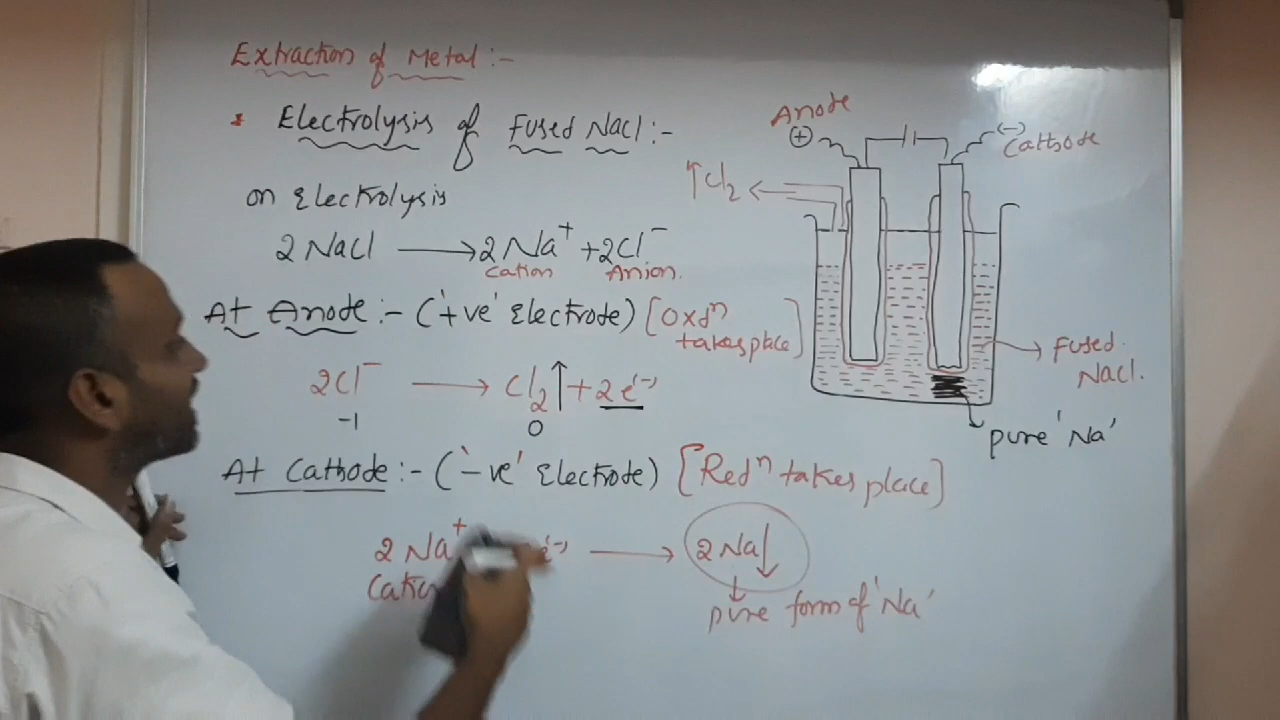 Extraction of Metal:-
* Electrolysis of Fused Nacl:-
on Electrolysis
2 NaCl ⟶ 2 Na⁺ + 2Cl⁻
Cation Anion.
At Anode:- ('+ve' Electrode) [Oxdⁿ takes place]
2Cl⁻ ⟶ Cl₂↑ + 2e⁽⁻⁾
-1 0
At Cathode:- ('-ve' Electrode) [Redⁿ takes place]
2 Na⁺ e⁽⁻⁾ ⟶ 2Na↓
pure form of 'Na'
Anode
⊕
(-)
Cathode
↑Cl₂
Fused
Nacl.
pure 'Na'